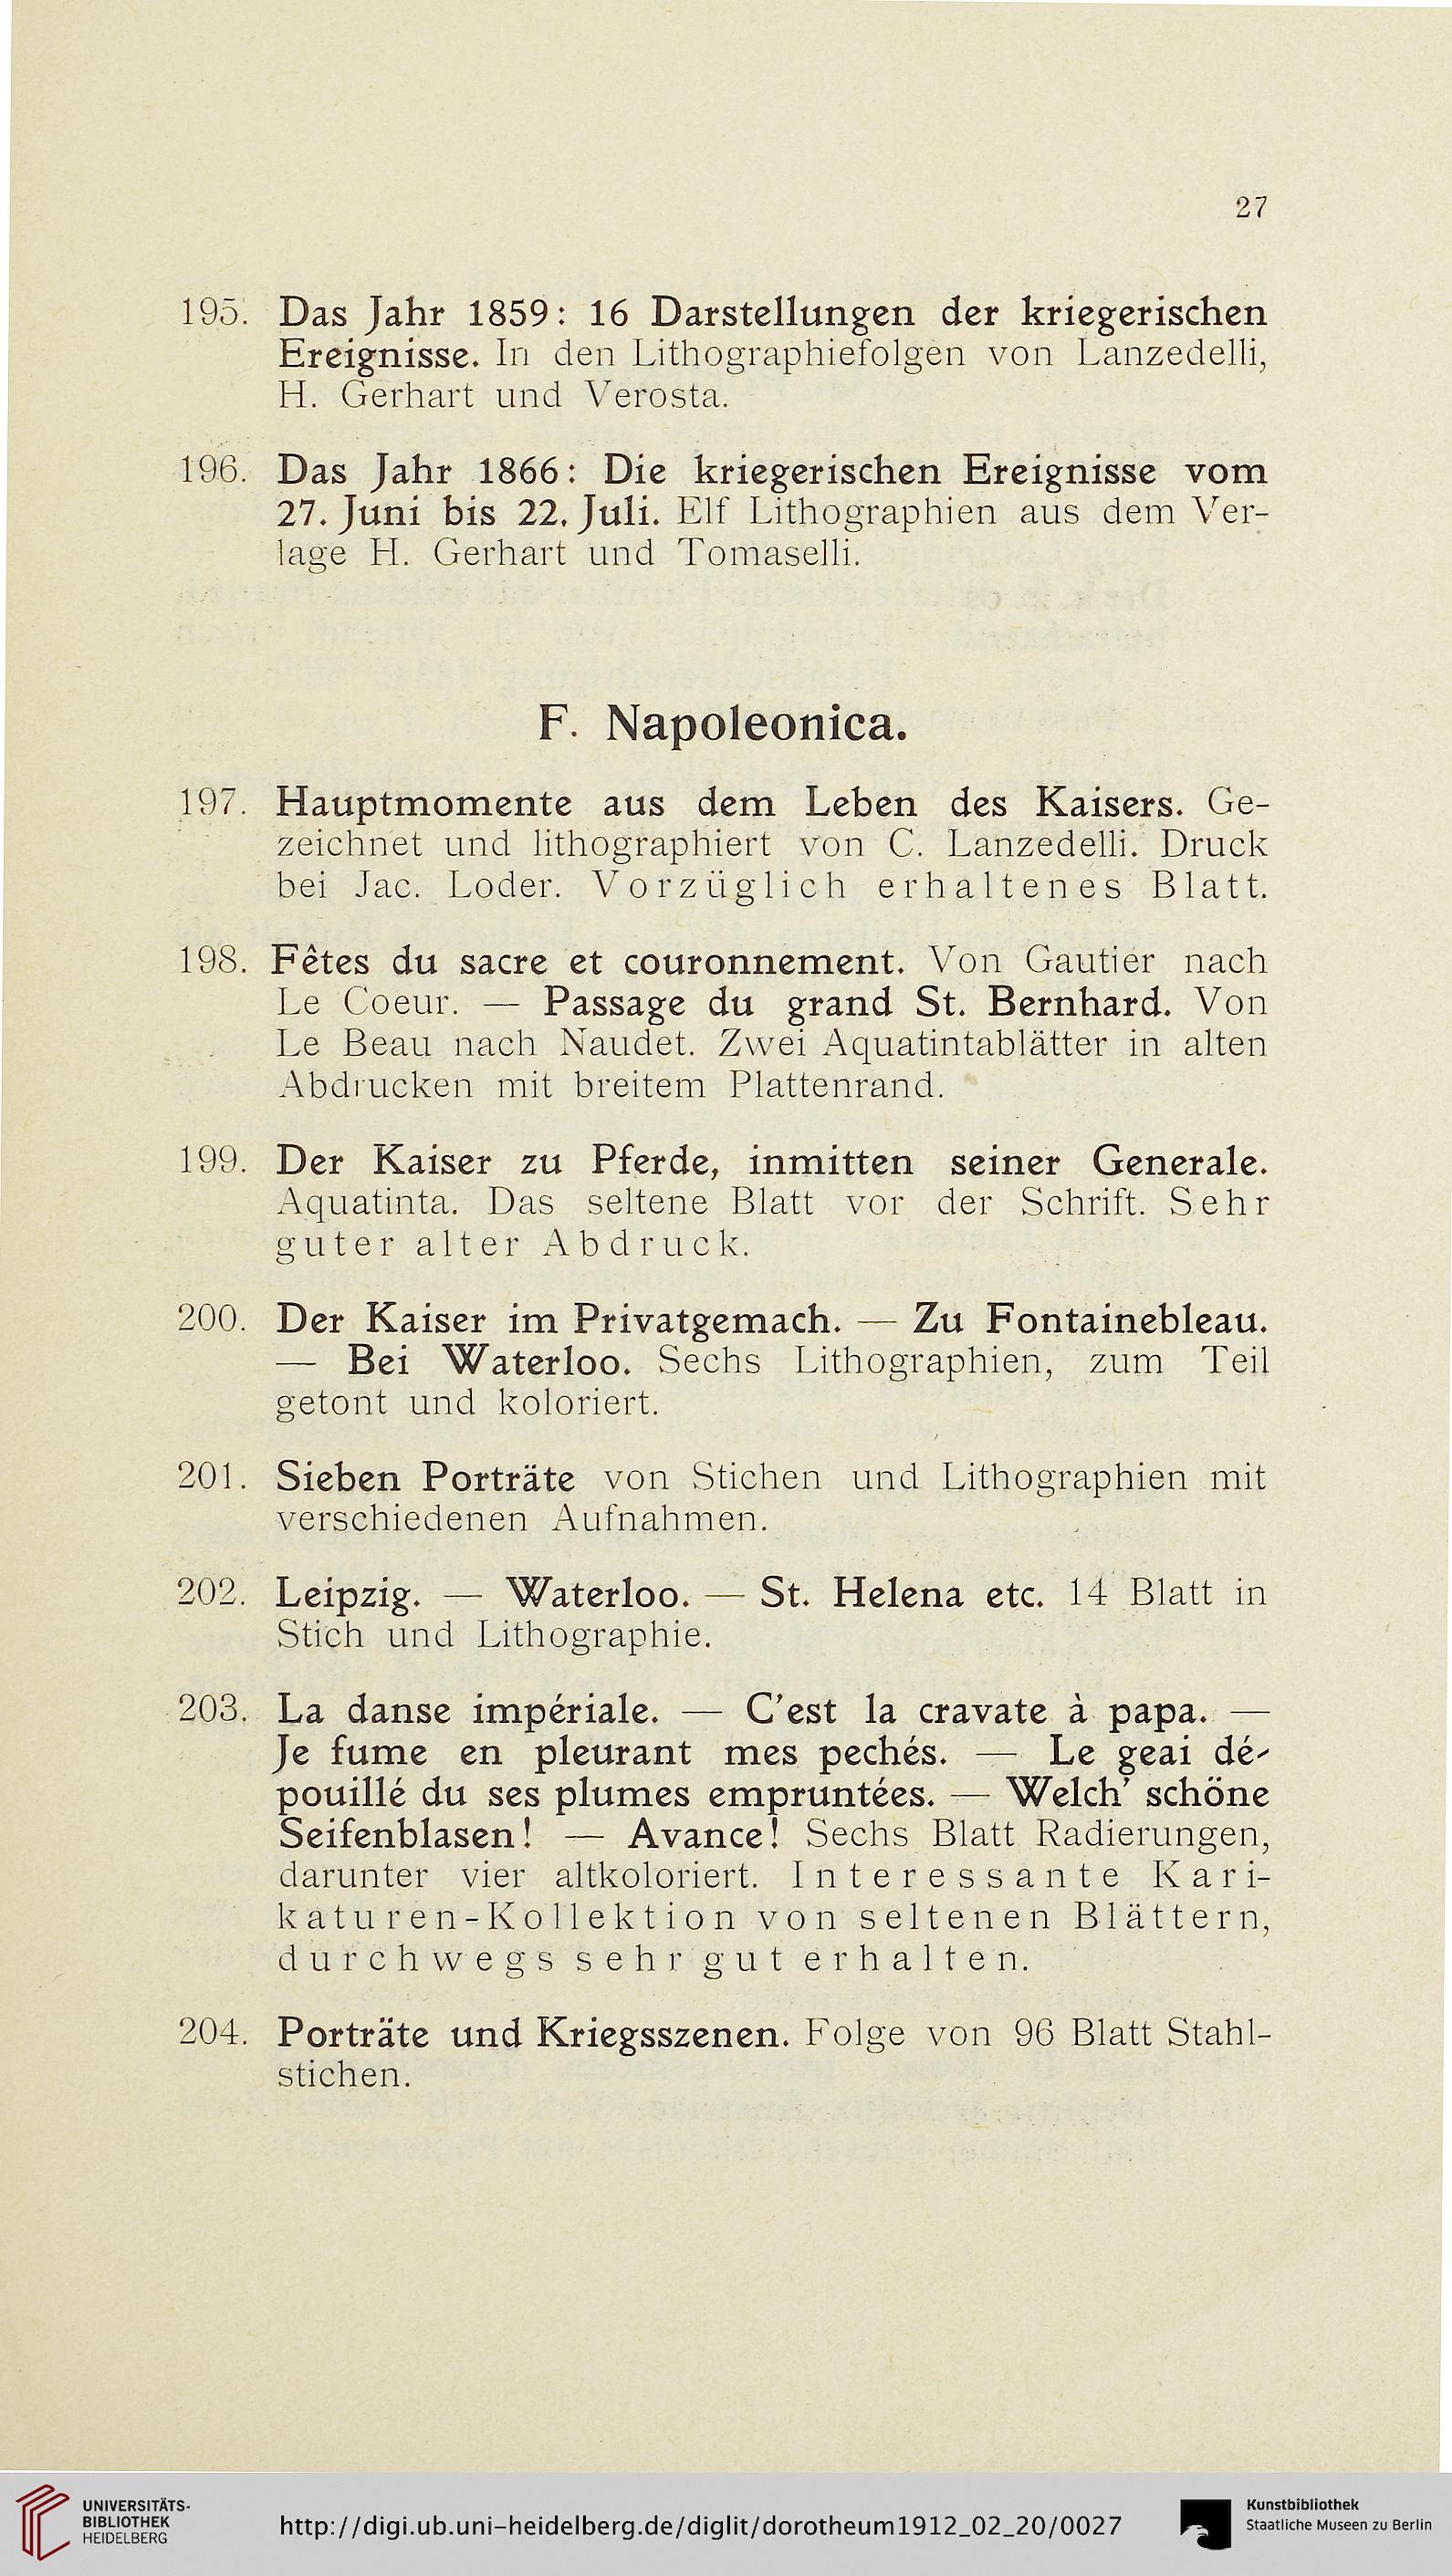 27
195. Das Jahr 1859: 16 Darstellungen der kriegerischen
Ereignisse. In den Lithographiefolgen von Lanzedelli,
H. Gerhart und Verosta.
196. Das Jahr 1866: Die kriegerischen Ereignisse vom
27. Juni bis 22. Juli. Elf Lithographien aus dem Ver-
lage H. Gerhart und Tomaselli.
F. Napoleonica.
197. Hauptmomente aus dem Leben des Kaisers. Ge-
zeichnet und lithographiert von C. Lanzedelli. Druck
bei Jac. Loder. Vorzüglich erhaltenes Blatt.
198. Fêtes du sacre et couronnement. Von Gautier nach
Le Coeur. — Passage du grand St. Bernhard. Von
Le Beau nach Naudet. Zwei Aquatintablätter in alten
Abdrucken mit breitem Plattenrand.
199. Der Kaiser zu Pferde, inmitten seiner Generale.
Aquatinta. Das seltene Blatt vor der Schrift. Sehr
guter alter Abdruck.
200. Der Kaiser im Privatgemach. — Zu Fontainebleau.
— Bei Waterloo. Sechs Lithographien, zum Teil
getont und koloriert.
201. Sieben Porträte von Stichen und Lithographien mit
verschiedenen Aufnahmen.
202. Leipzig. — Waterloo. — St. Helena etc. 14 Blatt in
Stich und Lithographie.
203. La danse impériale. — C'est la cravate à papa. —
Je fume en pleurant mes pechés. — Le geai dé-
pouillé du ses plumes empruntées. — Welch' schöne
Seifenblasen! — Avance! Sechs Blatt Radierungen,
darunter vier altkoloriert. Interessante Kari-
katuren-Kollektion von seltenen Blättern,
durchwegs sehr gut erhalten.
204. Porträte und Kriegsszenen. Folge von 96 Blatt Stahl-
stichen.
UNIVERSITÄTS-
BIBLIOTHEK
HEIDELBERG
http://digi.ub.uni-heidelberg.de/diglit/dorotheum1912_02_20/0027
Kunstbibliothek
Staatliche Museen zu Berlin